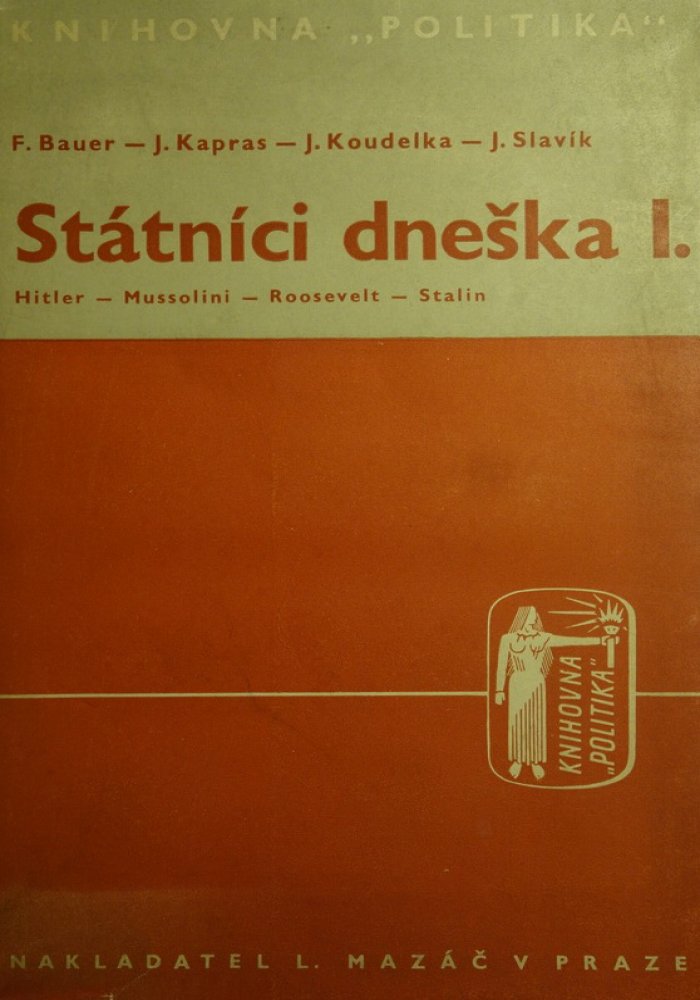 KNIHOVNA „POLITIKA“
F. Bauer — J. Kapras — J. Koudelka — J. Slavík
Státníci dneška I.
Hitler — Mussolini — Roosevelt — Stalin
KNIHOVNA
„POLITIKA“
NAKLADATEL L. MAZÁČ V PRAZE